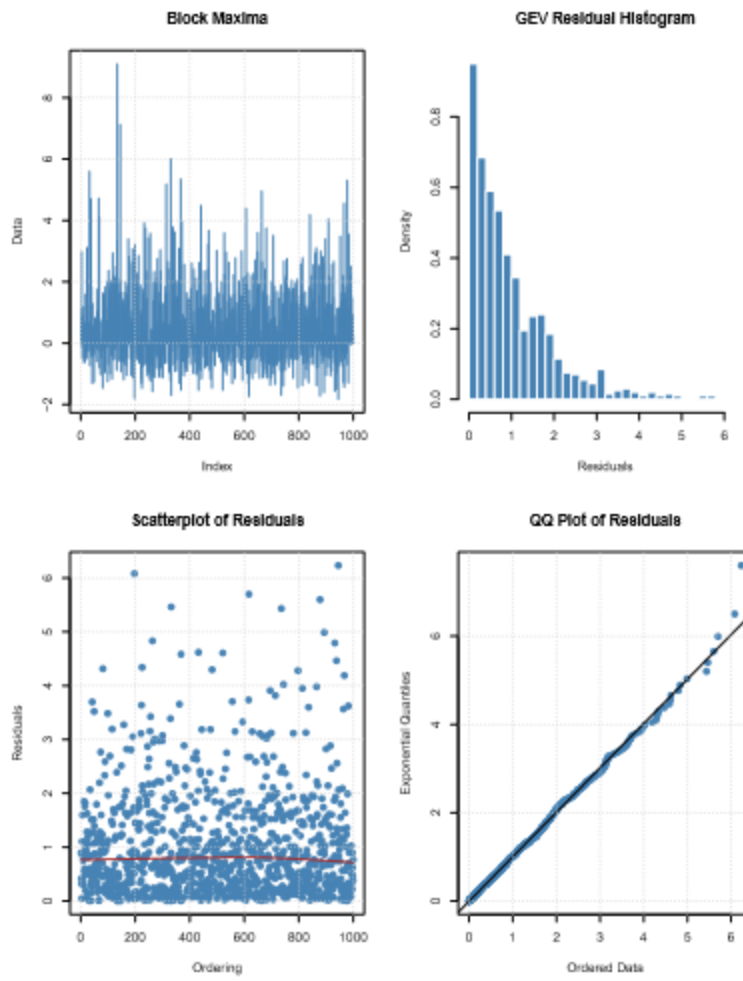 Block Maxima
Data
8
6
4
2
0
-2
0 200 400 600 800 1000
Index
GEV Residual Histogram
Density
0.8
0.6
0.4
0.2
0.0
0 1 2 3 4 5 6
Residuals
Scatterplot of Residuals
Residuals
6
5
4
3
2
1
0
0 200 400 600 800 1000
Ordering
QQ Plot of Residuals
Exponential Quantiles
6
4
2
0
0 1 2 3 4 5 6
Ordered Data